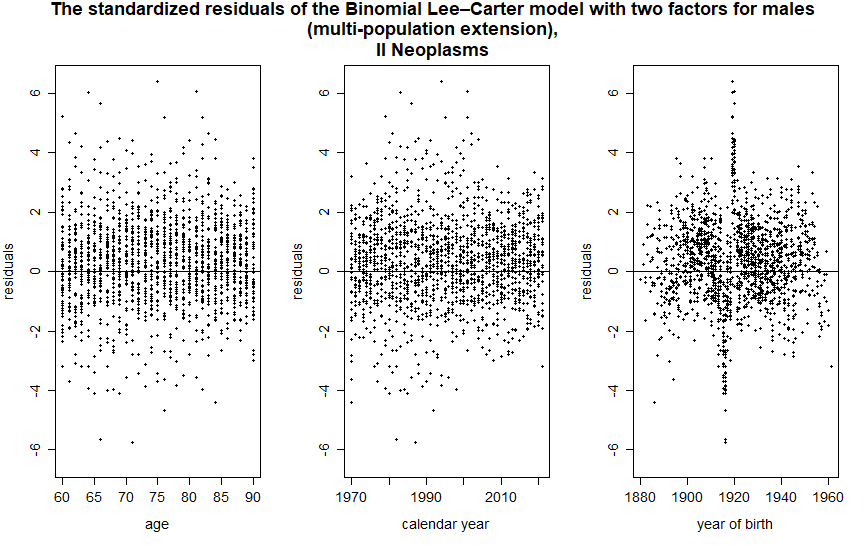 The standardized residuals of the Binomial Lee–Carter model with two factors for males
(multi-population extension),
II Neoplasms
residuals
6
4
2
0
-2
-4
-6
60 65 70 75 80 85 90
age
residuals
6
4
2
0
-2
-4
-6
1970 1990 2010
calendar year
residuals
6
4
2
0
-2
-4
-6
1880 1900 1920 1940 1960
year of birth